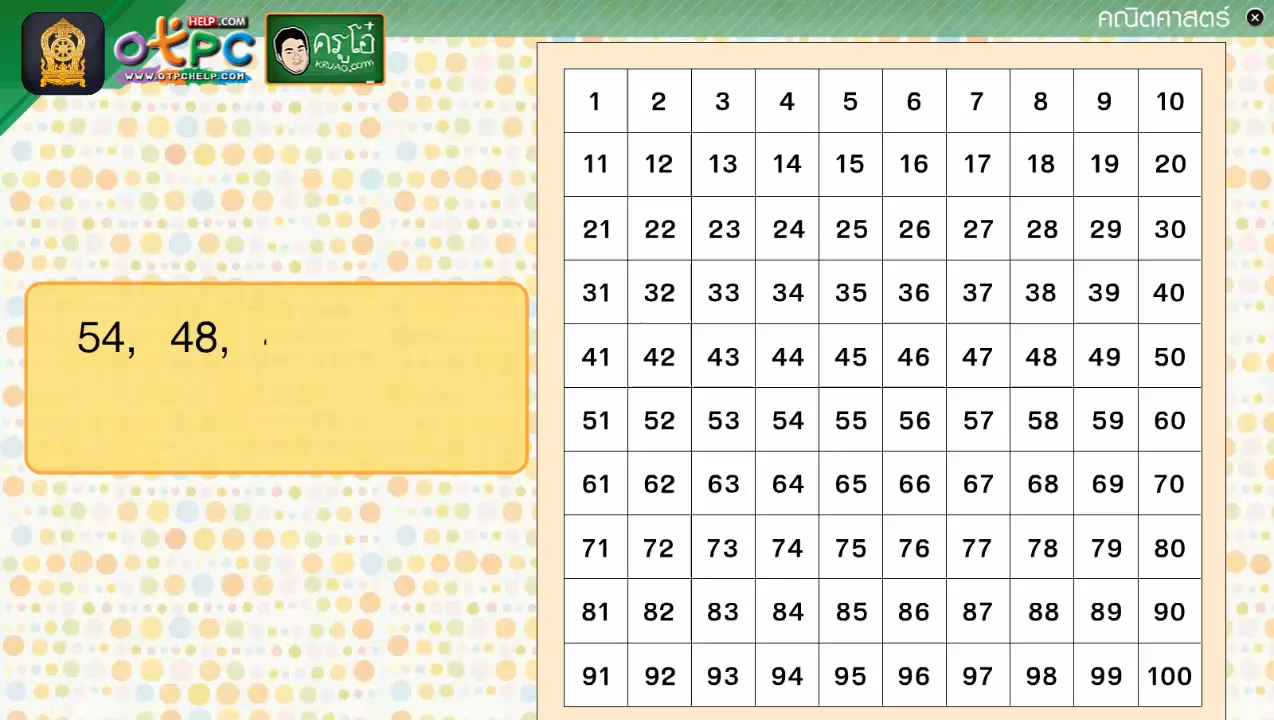 คณิตศาสตร์
HELP.COM
OTPC
WWW.OTPCHELP.COM
ครูโอ๋
KRUAO.COM
54, 48,
1 2 3 4 5 6 7 8 9 10
11 12 13 14 15 16 17 18 19 20
21 22 23 24 25 26 27 28 29 30
31 32 33 34 35 36 37 38 39 40
41 42 43 44 45 46 47 48 49 50
51 52 53 54 55 56 57 58 59 60
61 62 63 64 65 66 67 68 69 70
71 72 73 74 75 76 77 78 79 80
81 82 83 84 85 86 87 88 89 90
91 92 93 94 95 96 97 98 99 100